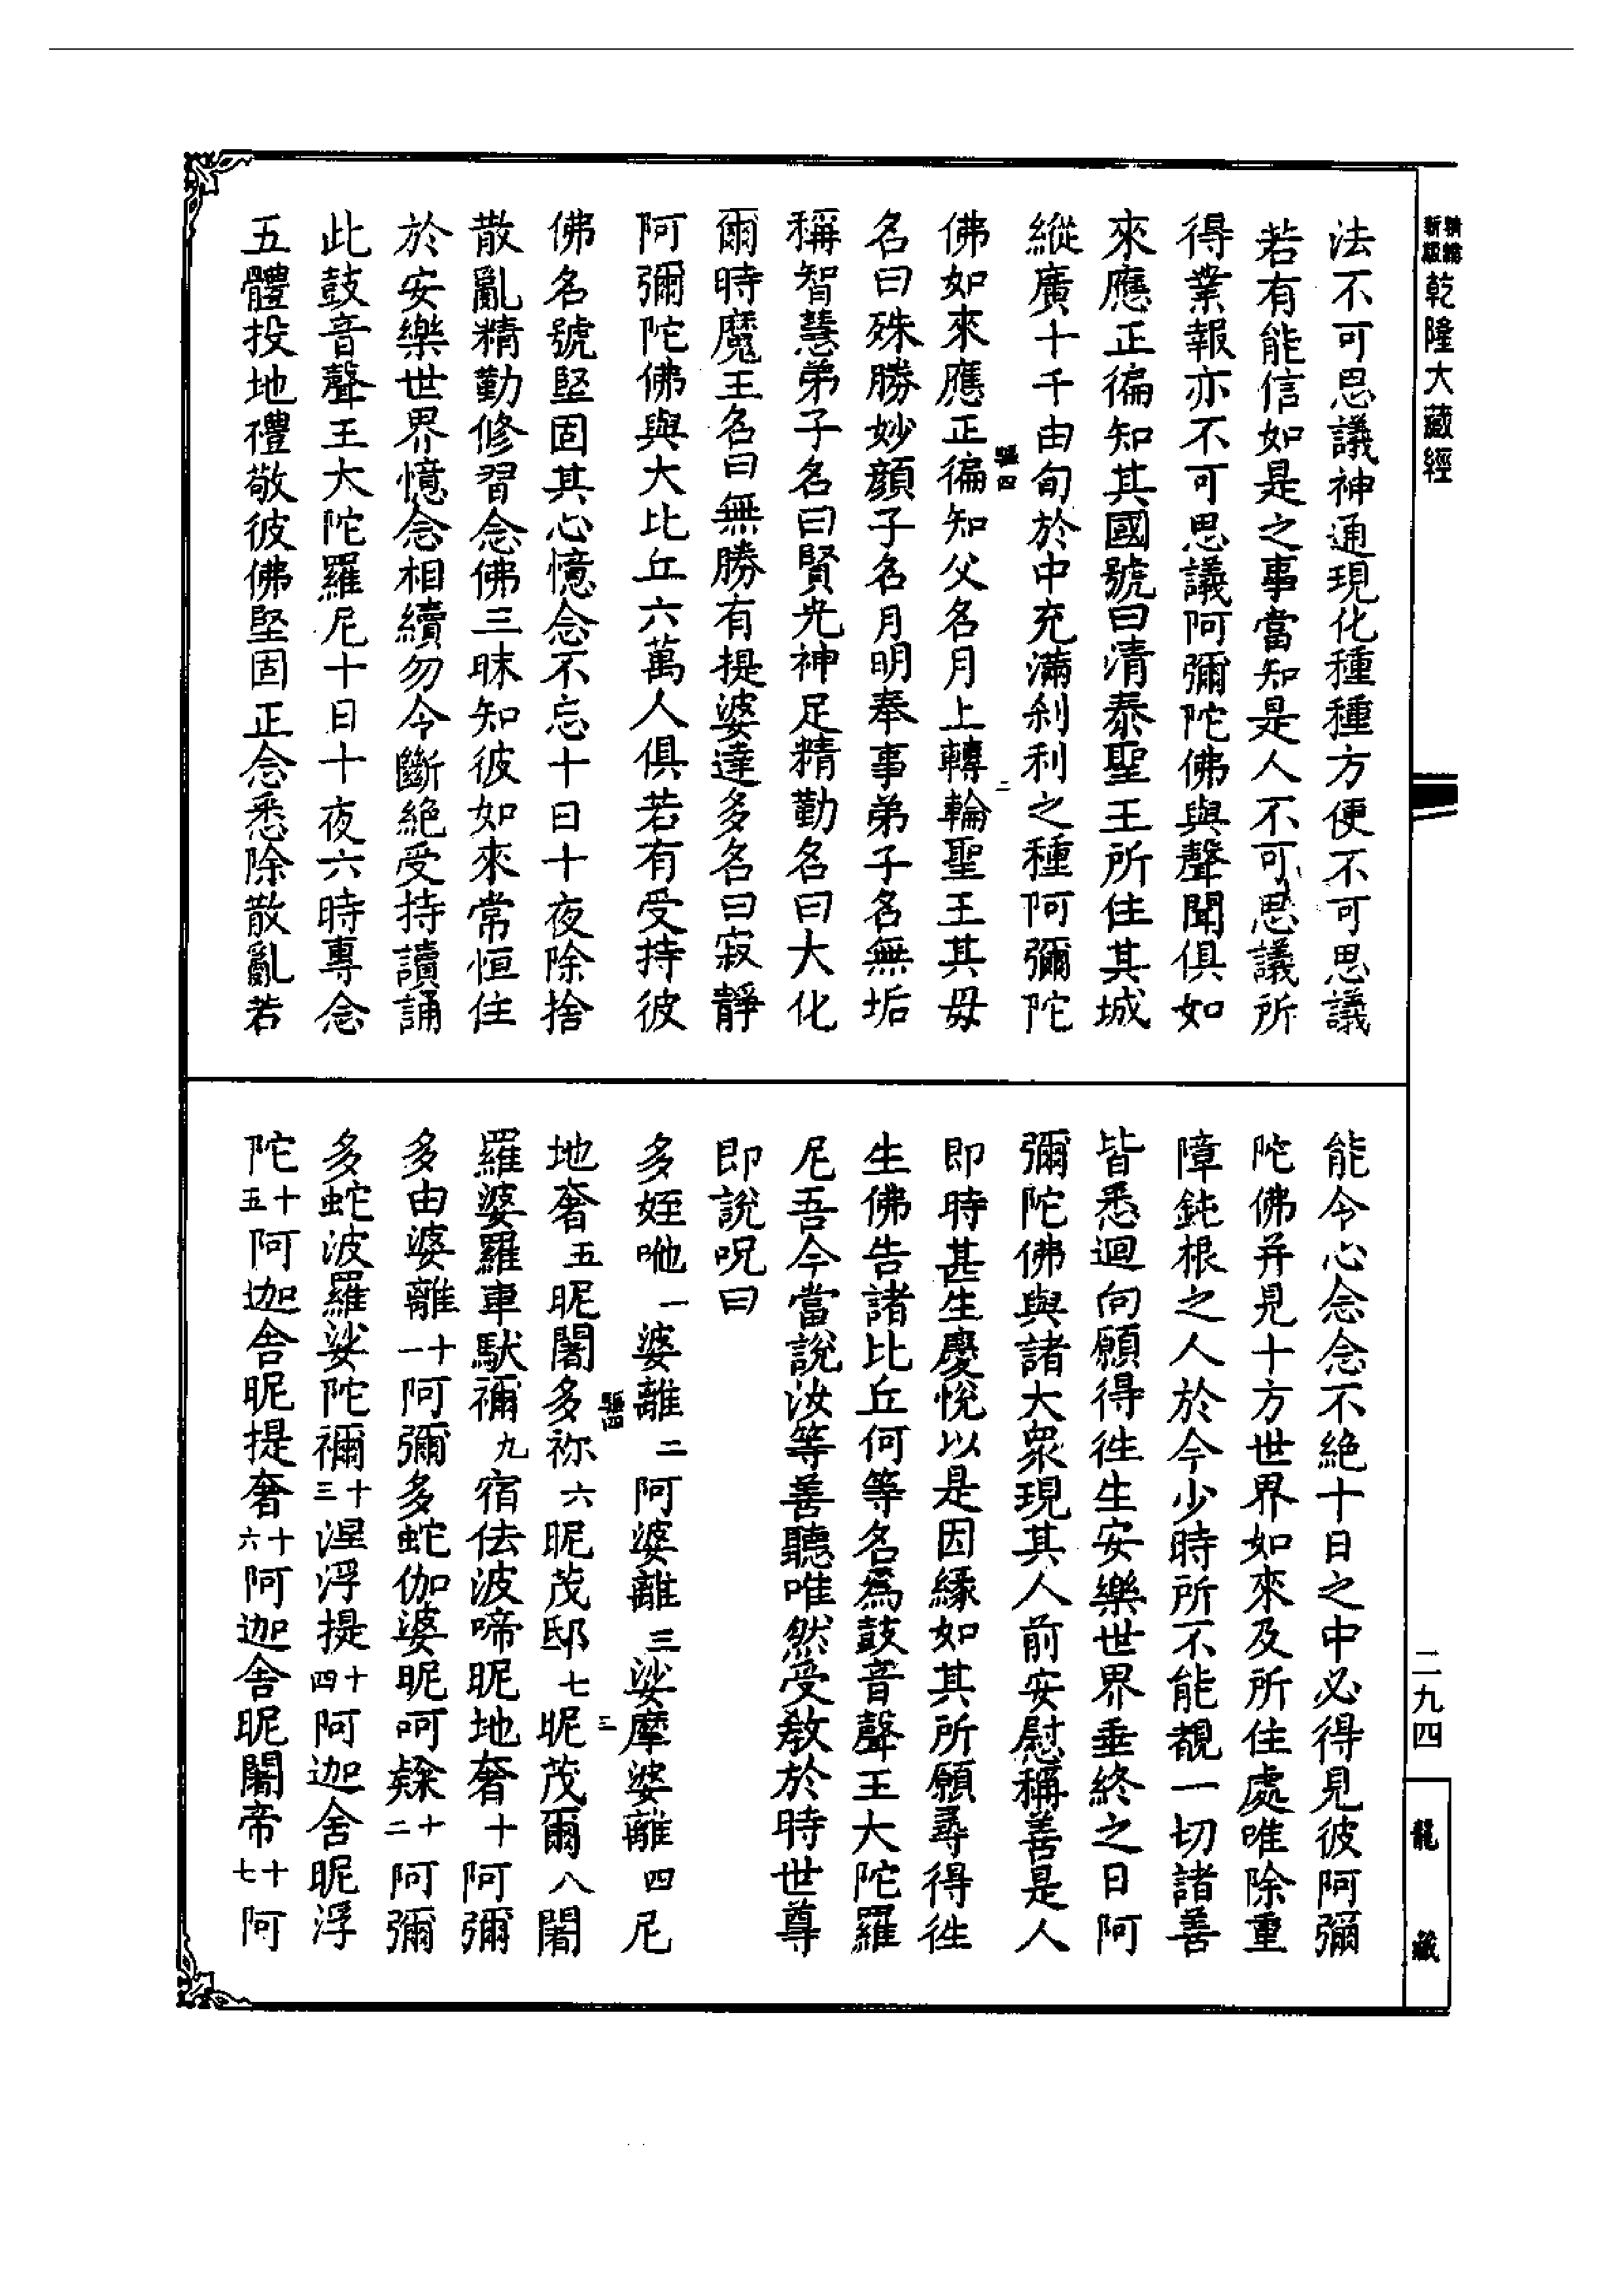 新編縮版乾隆大藏經
法不可思議神通現化種種方便不可思議
若有能信如是之事當知是人不可思議所
得業報亦不可思議阿彌陀佛與聲聞俱如
來應正徧知其國號曰清泰聖王所住其城
縱廣十千由旬於中充滿剎利之種阿彌陀
佛如來應正徧知父名月上轉輪聖王其母
名曰殊勝妙顏子名月明奉事弟子名無垢
稱智慧弟子名曰賢光神足精勤名曰大化
爾時魔王名曰無勝有提婆達多名曰寂靜
阿彌陀佛與大比丘六萬人俱若有受持彼
佛名號堅固其心憶念不忘十日十夜除捨
散亂精勤修習念佛三昧知彼如來常恒住
於安樂世界憶念相續勿令斷絕受持讀誦
此鼓音聲王大陀羅尼十日十夜六時專念
五體投地禮敬彼佛堅固正念悉除散亂若
能令心念念不絕十日之中必得見彼阿彌
陀佛并見十方世界如來及所住處唯除重
障鈍根之人於今少時所不能覩一切諸善
皆悉迴向願得徃生安樂世界垂終之日阿
彌陀佛與諸大眾現其人前安慰稱善是人
即時甚生慶悅以是因緣如其所願尋得徃
生佛告諸比丘何等名為鼓音聲王大陀羅
尼吾今當說汝等善聽唯然受教於時世尊
即說呪曰
多姪哋一婆離二阿婆離三娑摩婆離四尼
地奢五昵闍多祢六昵茂邸七昵茂爾八闍
羅婆羅車馱禰九宿佉波啼昵地奢十阿彌
多由婆離十一阿彌多蛇伽婆昵呵䅿十二阿彌
多蛇波羅娑陀禰十三涅浮提十四阿迦舍昵浮
陀十五阿迦舍昵提奢十六阿迦舍昵闍帝十七阿
驅四
二
驅四
三
二九四
龍藏